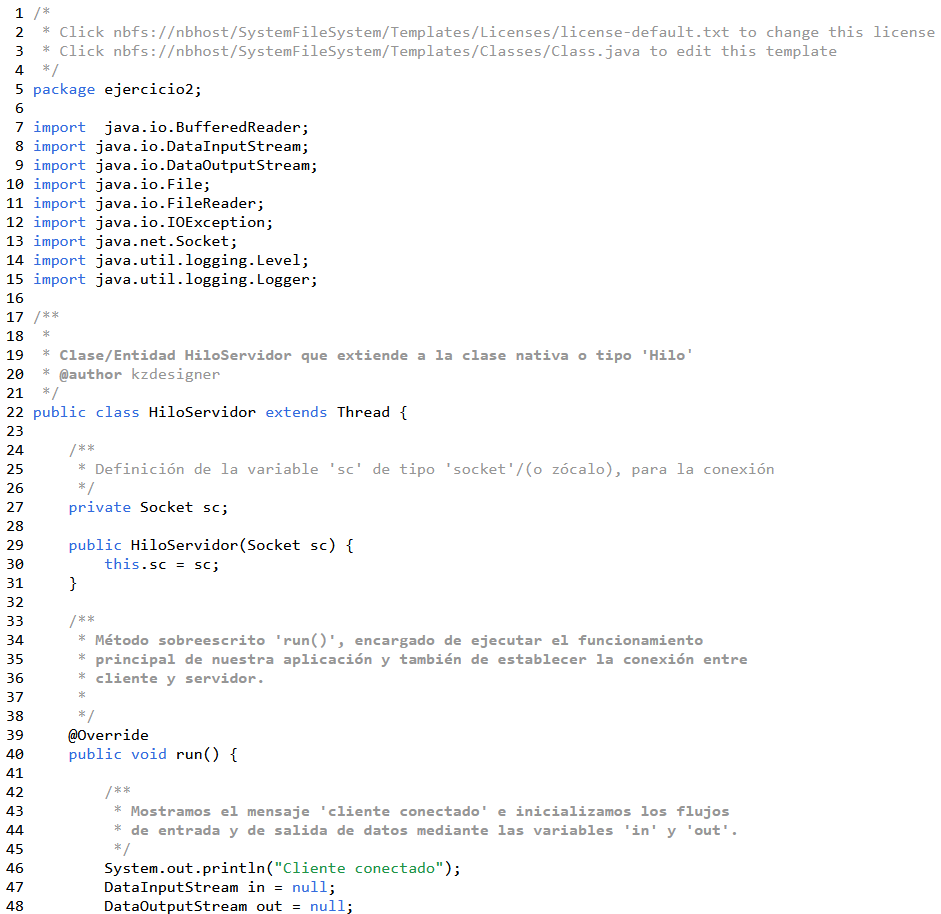 1 /*
2  * Click nbfs://nbhost/SystemFileSystem/Templates/Licenses/license-default.txt to change this license
3  * Click nbfs://nbhost/SystemFileSystem/Templates/Classes/Class.java to edit this template
4  */
5 package ejercicio2;
6
7 import  java.io.BufferedReader;
8 import java.io.DataInputStream;
9 import java.io.DataOutputStream;
10 import java.io.File;
11 import java.io.FileReader;
12 import java.io.IOException;
13 import java.net.Socket;
14 import java.util.logging.Level;
15 import java.util.logging.Logger;
16
17 /**
18  *
19  * Clase/Entidad HiloServidor que extiende a la clase nativa o tipo 'Hilo'
20  * @author kzdesigner
21  */
22 public class HiloServidor extends Thread {
23
24     /**
25      * Definición de la variable 'sc' de tipo 'socket'/(o zócalo), para la conexión
26      */
27     private Socket sc;
28
29     public HiloServidor(Socket sc) {
30         this.sc = sc;
31     }
32
33     /**
34      * Método sobreescrito 'run()', encargado de ejecutar el funcionamiento
35      * principal de nuestra aplicación y también de establecer la conexión entre
36      * cliente y servidor.
37      *
38      */
39     @Override
40     public void run() {
41
42         /**
43          * Mostramos el mensaje 'cliente conectado' e inicializamos los flujos
44          * de entrada y de salida de datos mediante las variables 'in' y 'out'.
45          */
46         System.out.println("Cliente conectado");
47         DataInputStream in = null;
48         DataOutputStream out = null;